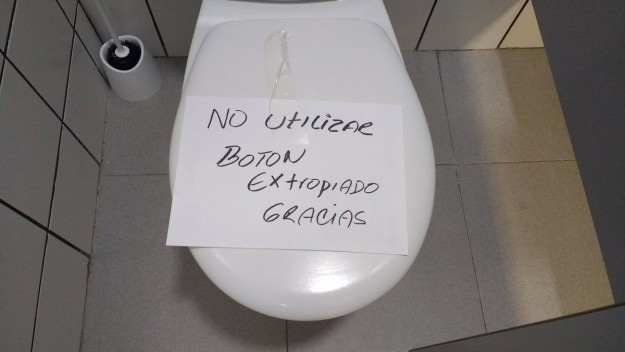 NO UtiLizAR
BOTON
EXtROPIADO
GRACiAS